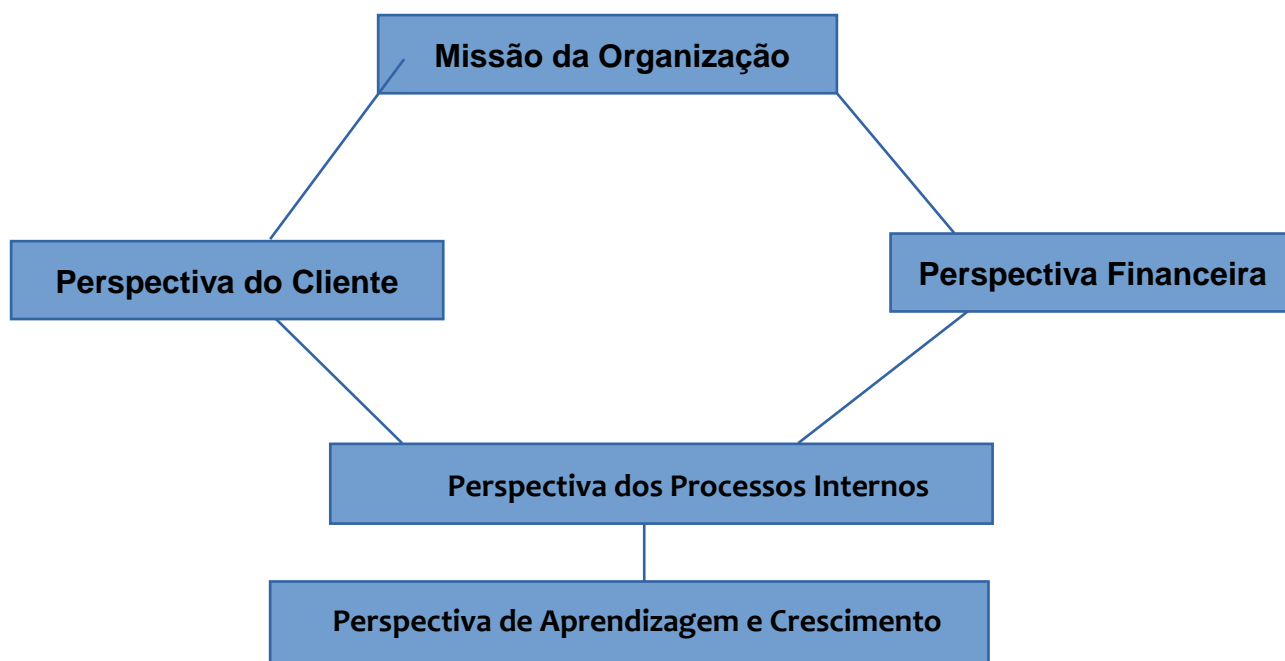 Missão da Organização
Perspectiva do Cliente
Perspectiva Financeira
Perspectiva dos Processos Internos
Perspectiva de Aprendizagem e Crescimento